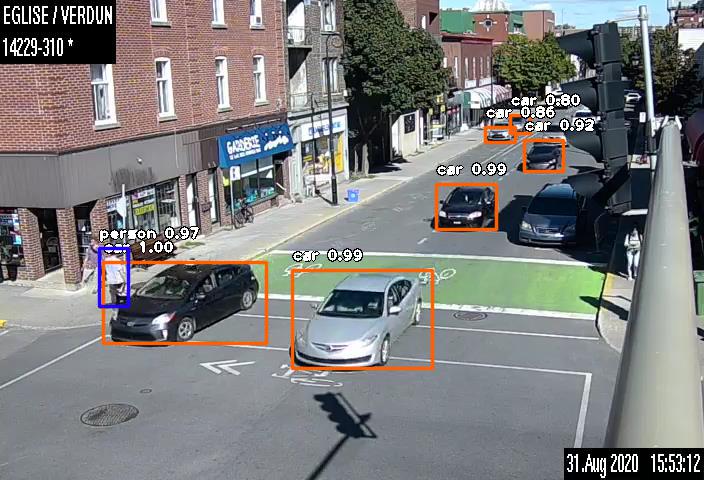 EGLISE / VERDUN
14229-310 *
car 0.80
car 0.86
car 0.92
car 0.99
GARDERIE
person 0.97
car 1.00
car 0.99
31.Aug 2020 15:53:12